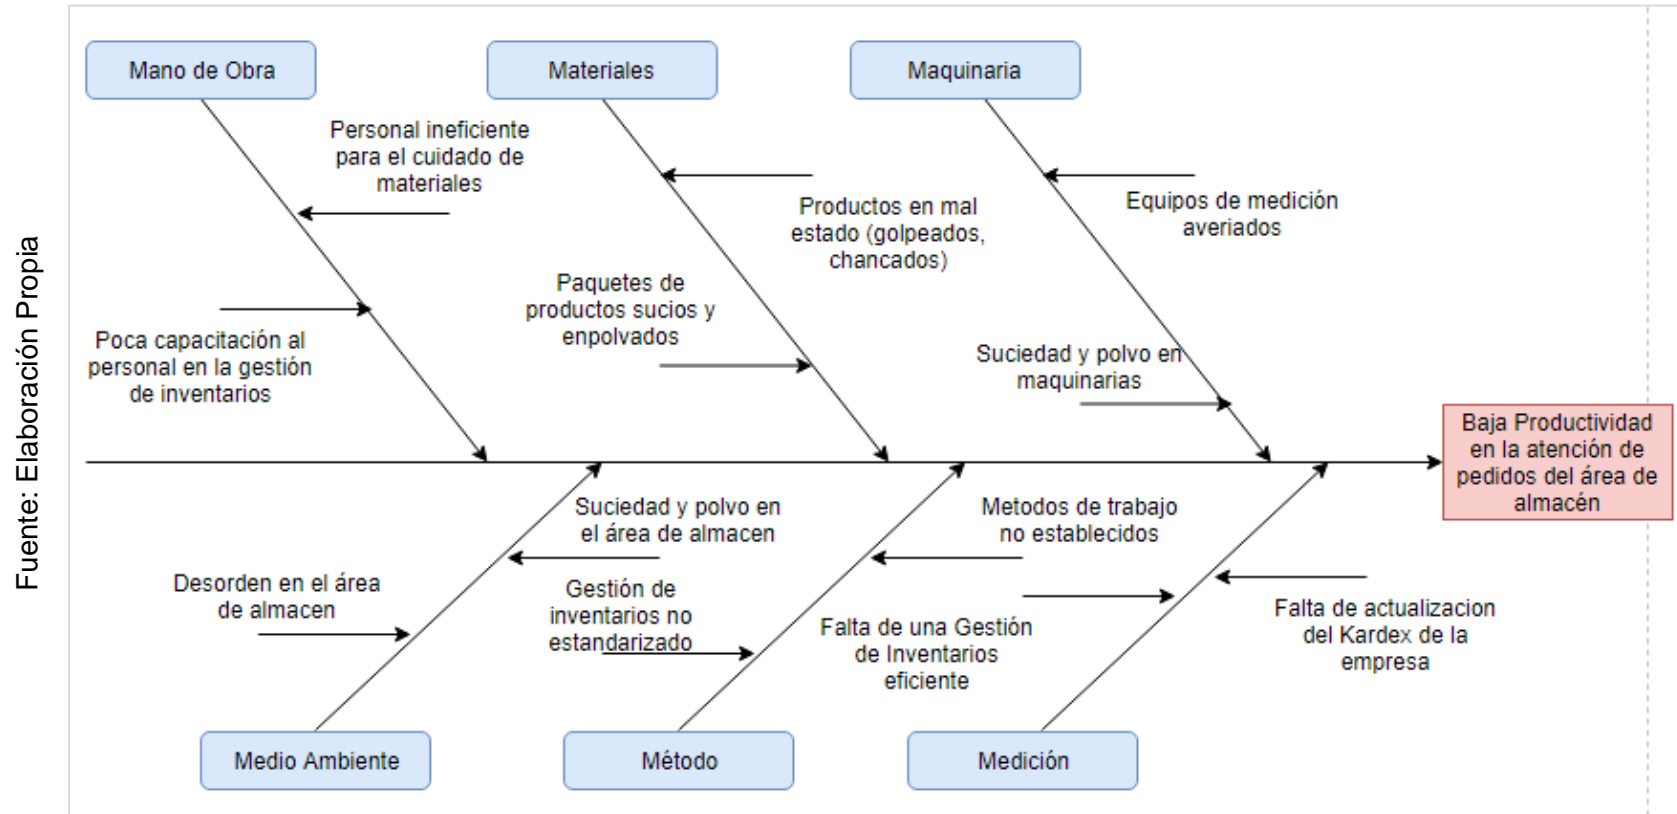 Mano de Obra
Materiales
Maquinaria
Personal ineficiente
para el cuidado de
materiales
Productos en mal
estado (golpeados,
chancados)
Equipos de medición
averiados
Paquetes de
productos sucios y
enpolvados
Poca capacitación al
personal en la gestión
de inventarios
Suciedad y polvo en
maquinarias
Baja Productividad
en la atención de
pedidos del área de
almacén
Suciedad y polvo en
el área de almacen
Metodos de trabajo
no establecidos
Desorden en el área
de almacen
Gestión de
inventarios no
estandarizado
Falta de una Gestión
de Inventarios
eficiente
Falta de actualizacion
del Kardex de la
empresa
Medio Ambiente
Método
Medición
Fuente: Elaboración Propia